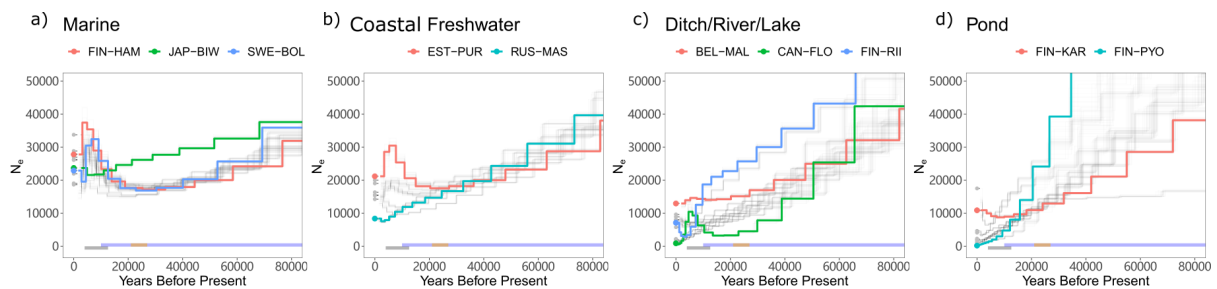 a) Marine
FIN-HAM JAP-BIW SWE-BOL
50000
40000
30000
20000
10000
0
Ne
0 20000 40000 60000 80000
Years Before Present
b) Coastal Freshwater
EST-PUR RUS-MAS
50000
40000
30000
20000
10000
0
Ne
0 20000 40000 60000 80000
Years Before Present
c) Ditch/River/Lake
BEL-MAL CAN-FLO FIN-RII
50000
40000
30000
20000
10000
0
Ne
0 20000 40000 60000 80000
Years Before Present
d) Pond
FIN-KAR FIN-PYO
50000
40000
30000
20000
10000
0
Ne
0 20000 40000 60000 80000
Years Before Present